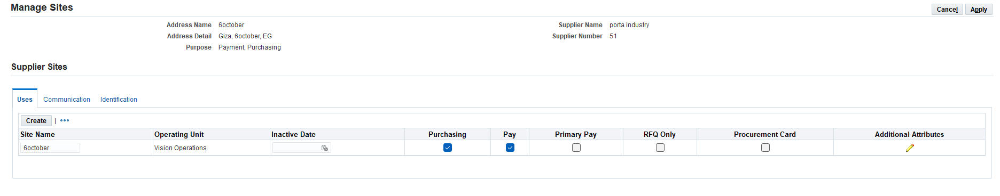 Manage Sites
Cancel Apply
Address Name 6october Supplier Name porta industry
Address Detail Giza, 6october, EG Supplier Number 51
Purpose Payment, Purchasing
Supplier Sites
Uses Communication Identification
Create | •••
Site Name Operating Unit Inactive Date Purchasing Pay Primary Pay RFQ Only Procurement Card Additional Attributes
6october Vision Operations